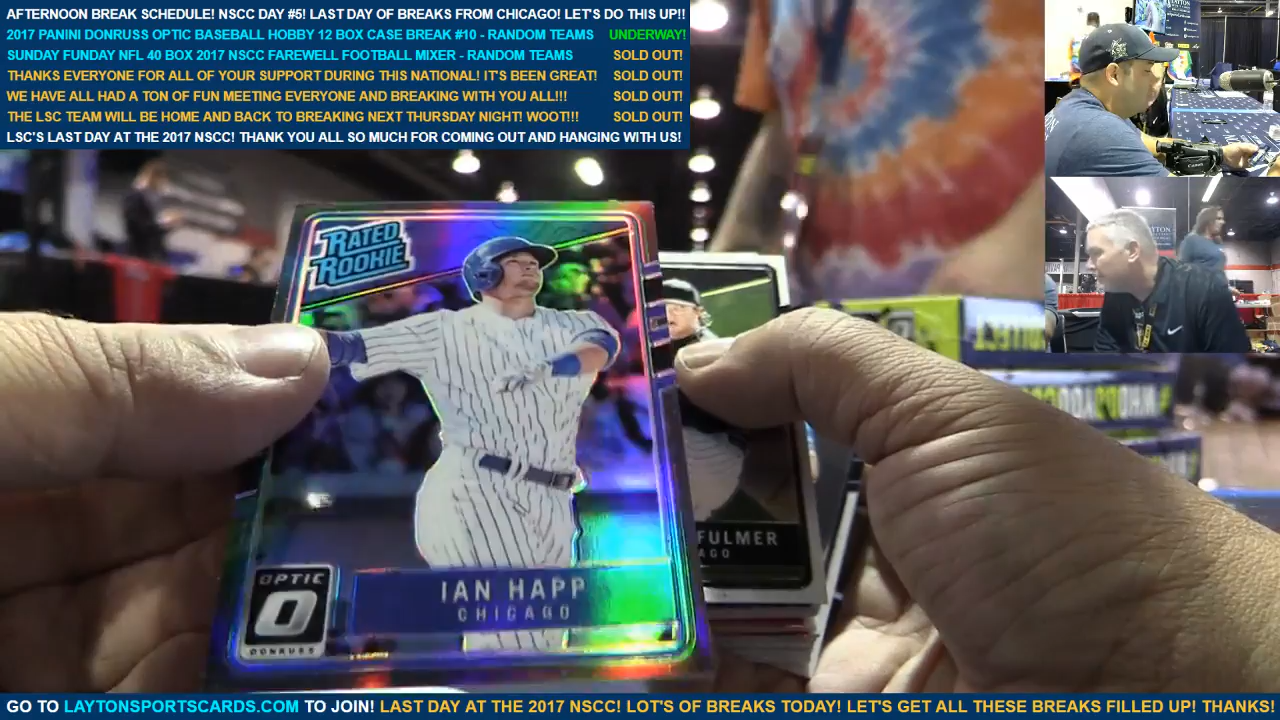 AFTERNOON BREAK SCHEDULE! NSCC DAY #5! LAST DAY OF BREAKS FROM CHICAGO! LET'S DO THIS UP!!
2017 PANINI DONRUSS OPTIC BASEBALL HOBBY 12 BOX CASE BREAK #10 - RANDOM TEAMS UNDERWAY!
SUNDAY FUNDAY NFL 40 BOX 2017 NSCC FAREWELL FOOTBALL MIXER - RANDOM TEAMS SOLD OUT!
THANKS EVERYONE FOR ALL OF YOUR SUPPORT DURING THIS NATIONAL! IT'S BEEN GREAT! SOLD OUT!
WE HAVE ALL HAD A TON OF FUN MEETING EVERYONE AND BREAKING WITH YOU ALL!!! SOLD OUT!
THE LSC TEAM WILL BE HOME AND BACK TO BREAKING NEXT THURSDAY NIGHT! WOOT!!! SOLD OUT!
LSC'S LAST DAY AT THE 2017 NSCC! THANK YOU ALL SO MUCH FOR COMING OUT AND HANGING WITH US!
RATED
ROOKIE
FULMER
AGO
OPTIC
O
DONRUSS
IAN HAPP
CHICAGO
GO TO LAYTONSPORTSCARDS.COM TO JOIN! LAST DAY AT THE 2017 NSCC! LOT'S OF BREAKS TODAY! LET'S GET ALL THESE BREAKS FILLED UP! THANKS!